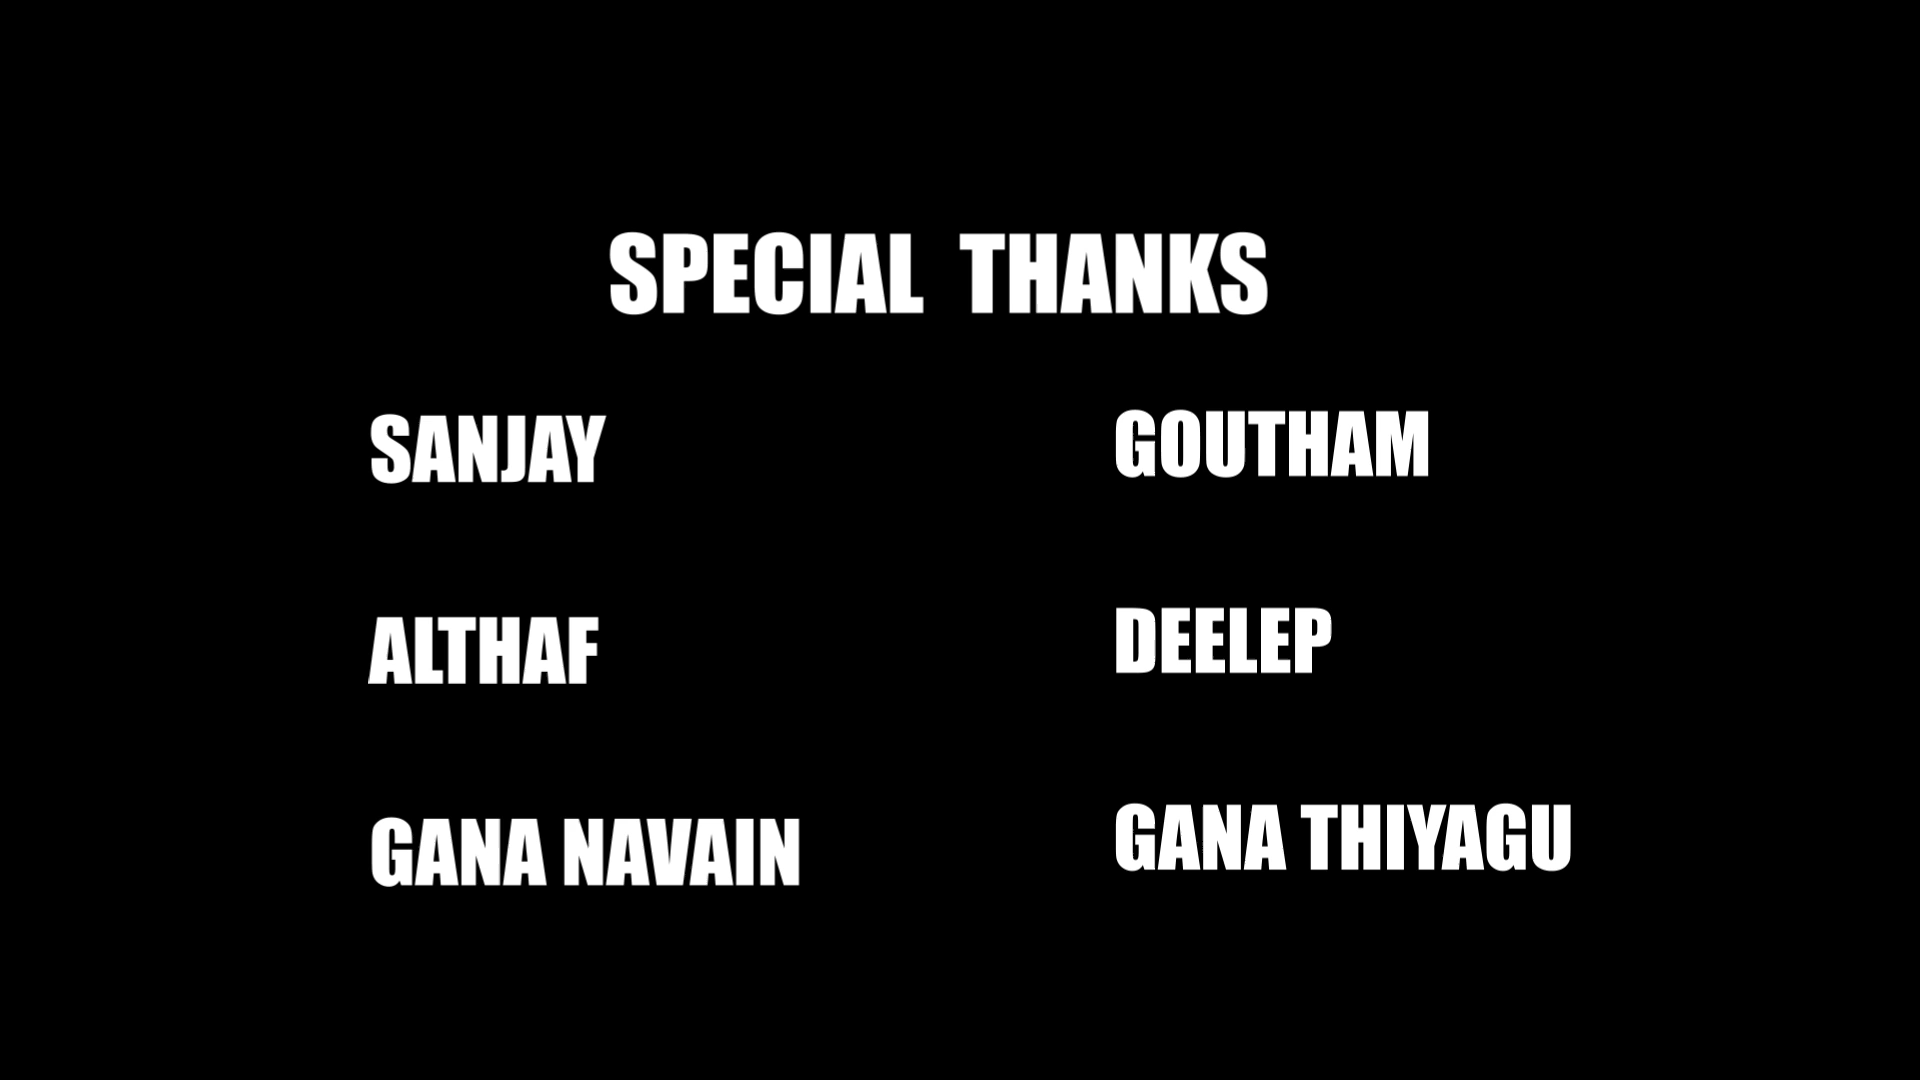 SPECIAL THANKS
SANJAY
GOUTHAM
ALTHAF
DEELEP
GANA NAVAIN
GANA THIYAGU